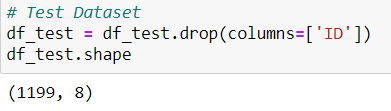 # Test Dataset
df_test = df_test.drop(columns=['ID'])
df_test.shape
(1199, 8)